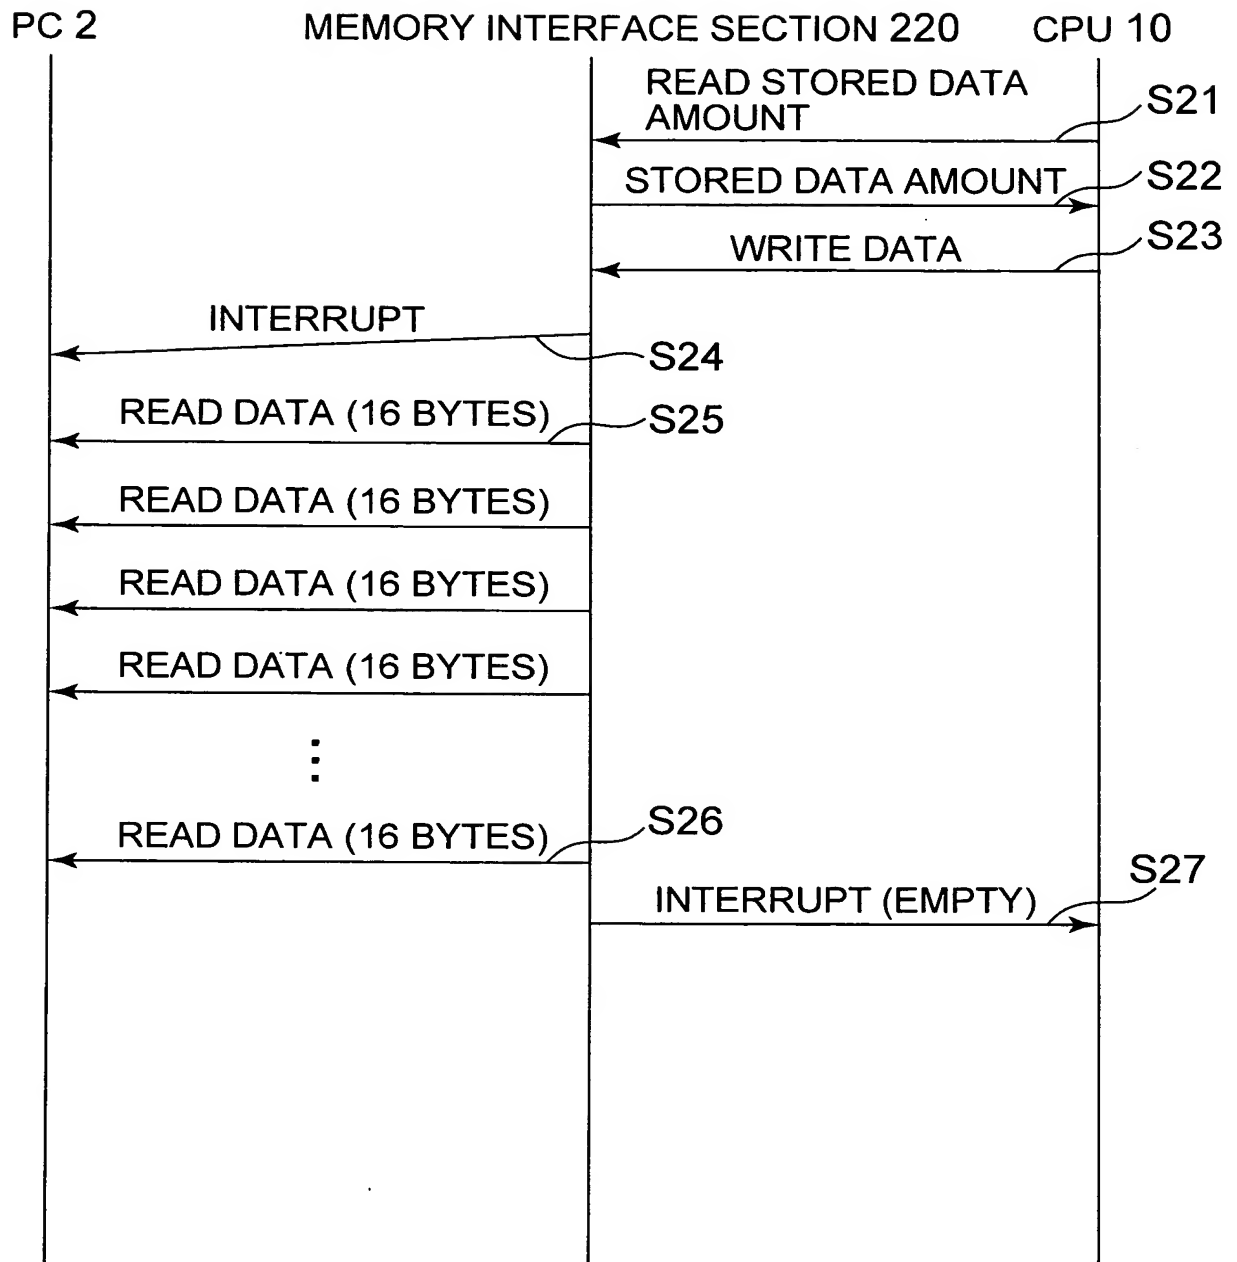 PC 2 MEMORY INTERFACE SECTION 220 CPU 10
READ STORED DATA
AMOUNT
S21
STORED DATA AMOUNT
S22
WRITE DATA
S23
INTERRUPT
S24
READ DATA (16 BYTES)
S25
READ DATA (16 BYTES)
READ DATA (16 BYTES)
READ DATA (16 BYTES)
⋮
READ DATA (16 BYTES)
S26
INTERRUPT (EMPTY)
S27